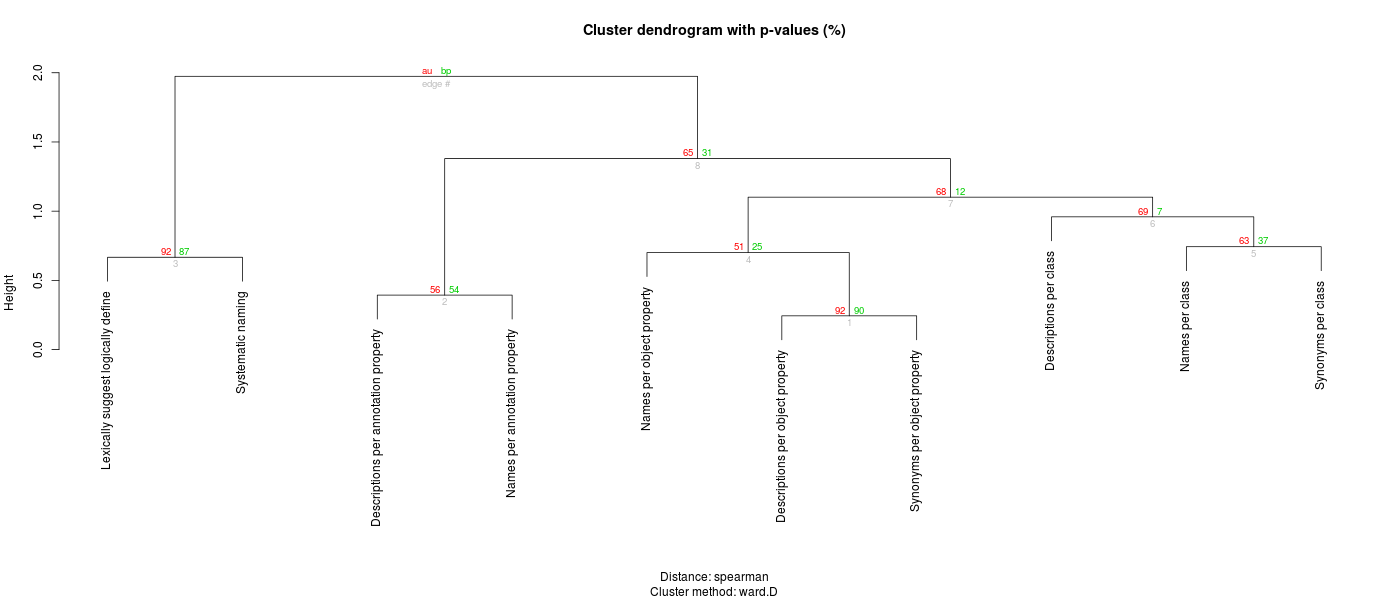 Cluster dendrogram with p-values (%)
au bp
edge #
65 31
8
68 12
7
69 7
6
63 37
5
51 25
4
92 87
3
56 54
2
92 90
1
Height
0.0
0.5
1.0
1.5
2.0
Lexically suggest logically define
Systematic naming
Descriptions per annotation property
Names per annotation property
Names per object property
Descriptions per object property
Synonyms per object property
Descriptions per class
Names per class
Synonyms per class
Distance: spearman
Cluster method: ward.D